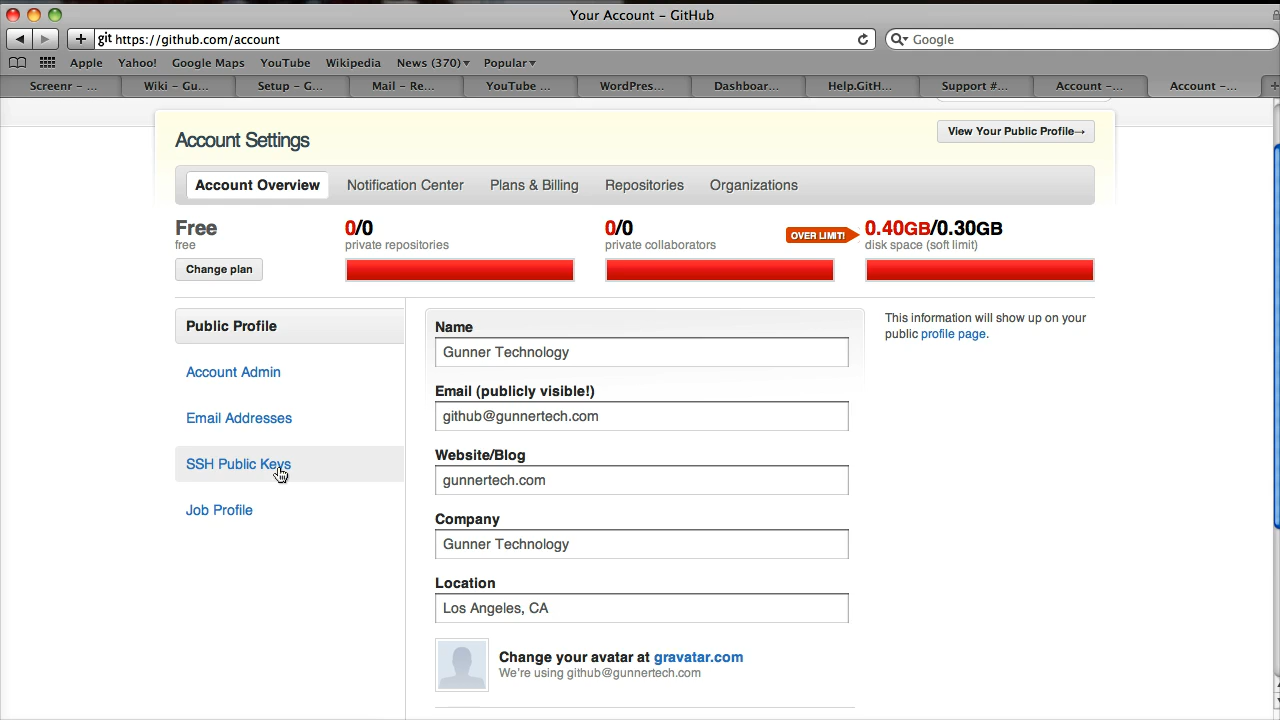 Your Account – GitHub
git https://github.com/account
Google
Apple Yahoo! Google Maps YouTube Wikipedia News (370)▾ Popular▾
Screenr – ... Wiki – Gu... Setup – G... Mail – Re... YouTube ... WordPres... Dashboar... Help.GitH... Support #... Account –... Account –...
Account Settings
View Your Public Profile→
Account Overview Notification Center Plans & Billing Repositories Organizations
Free
free
Change plan
0/0
private repositories
0/0
private collaborators
OVER LIMIT!
0.40GB/0.30GB
disk space (soft limit)
Public Profile
Account Admin
Email Addresses
SSH Public Keys
Job Profile
Name
Gunner Technology
Email (publicly visible!)
github@gunnertech.com
Website/Blog
gunnertech.com
Company
Gunner Technology
Location
Los Angeles, CA
Change your avatar at gravatar.com
We're using github@gunnertech.com
This information will show up on your
public profile page.